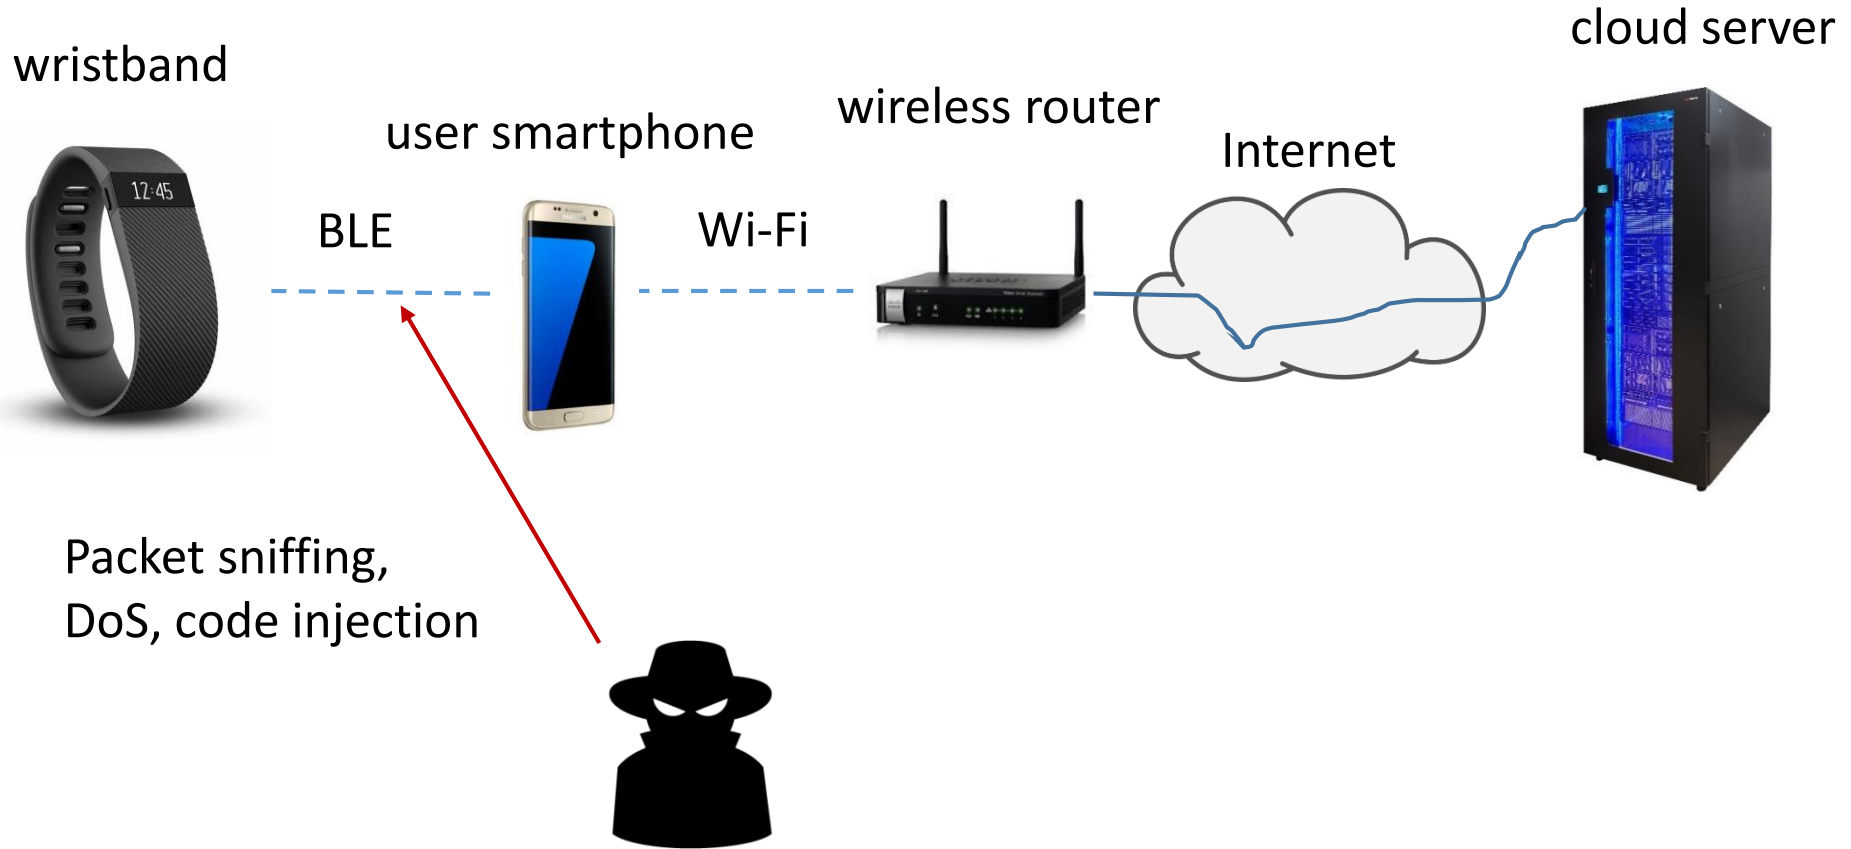 cloud server
wristband
wireless router
user smartphone
Internet
12:45
BLE
Wi-Fi
Packet sniffing,
DoS, code injection